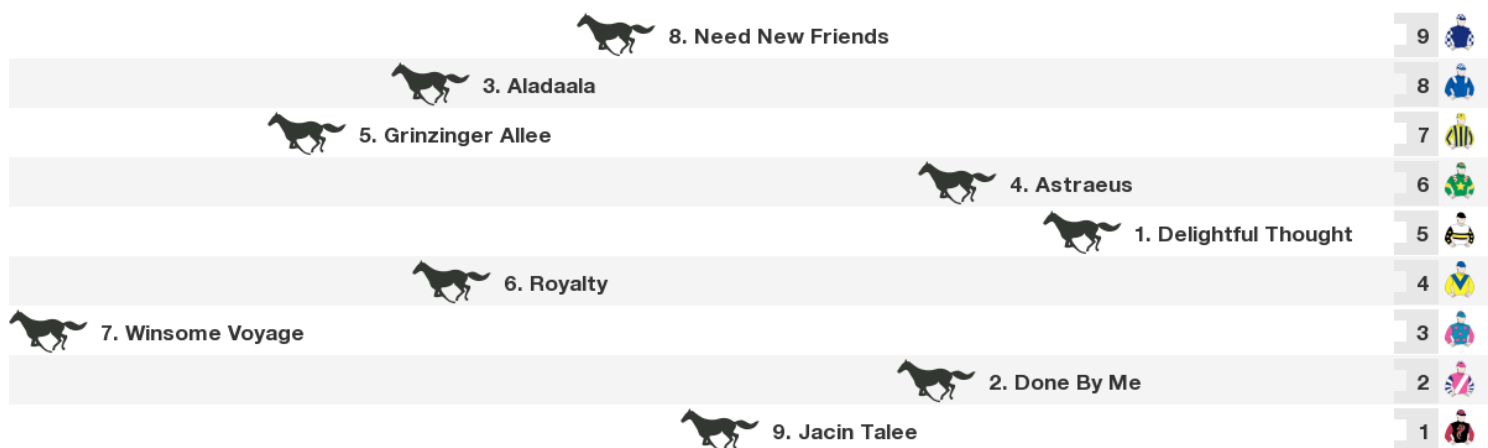 8. Need New Friends 9
3. Aladaala 8
5. Grinzinger Allee 7
4. Astraeus 6
1. Delightful Thought 5
6. Royalty 4
7. Winsome Voyage 3
2. Done By Me 2
9. Jacin Talee 1